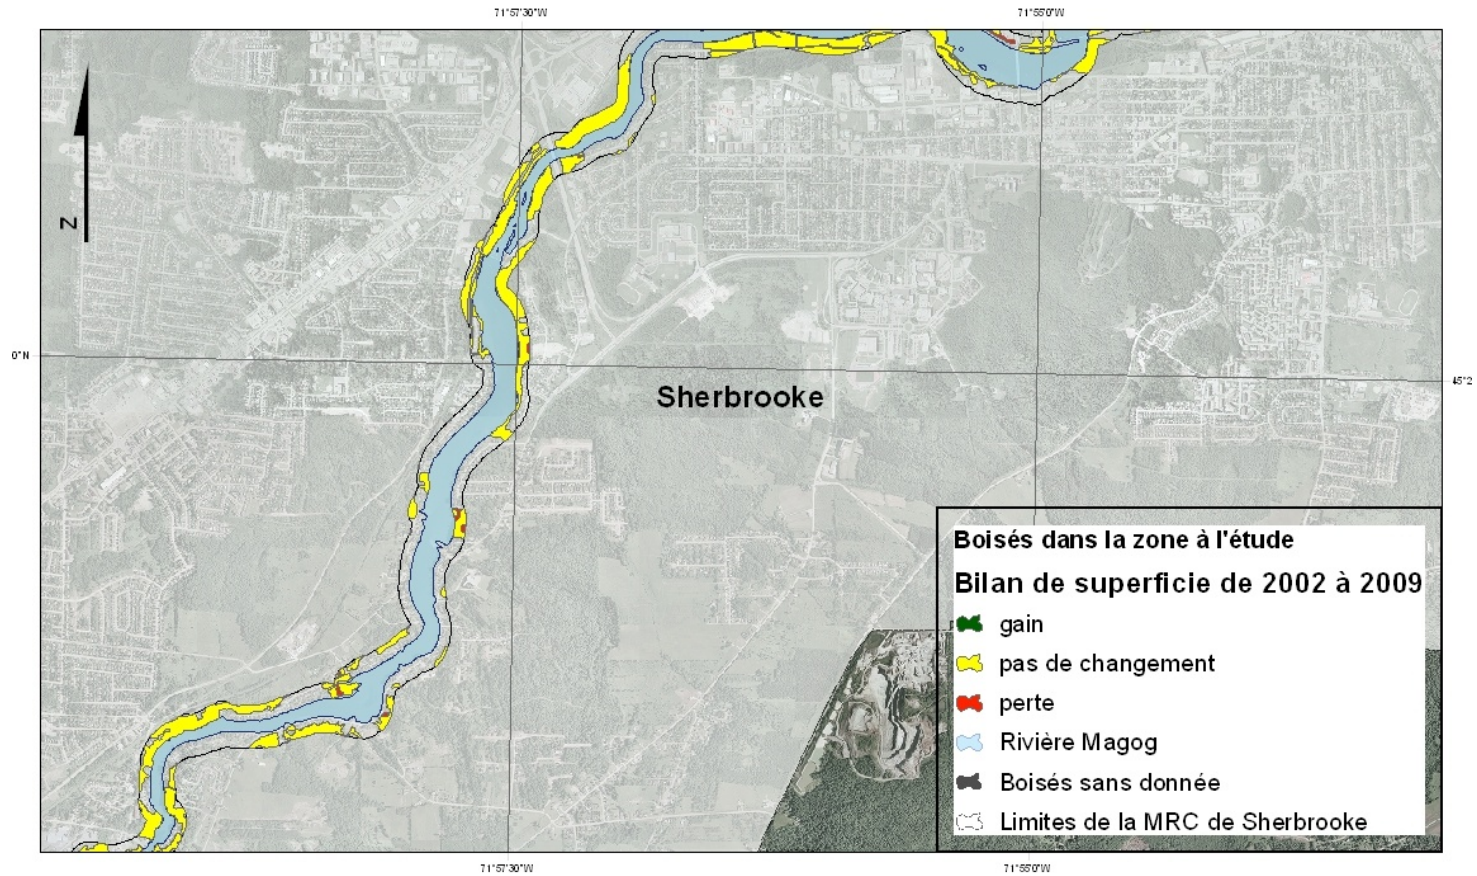 71°57'30"W
71°55'0"W
N
0°N
Sherbrooke
45°2
Boisés dans la zone à l'étude
Bilan de superficie de 2002 à 2009
gain
pas de changement
perte
Rivière Magog
Boisés sans donnée
Limites de la MRC de Sherbrooke
71°57'30"W
71°55'0"W